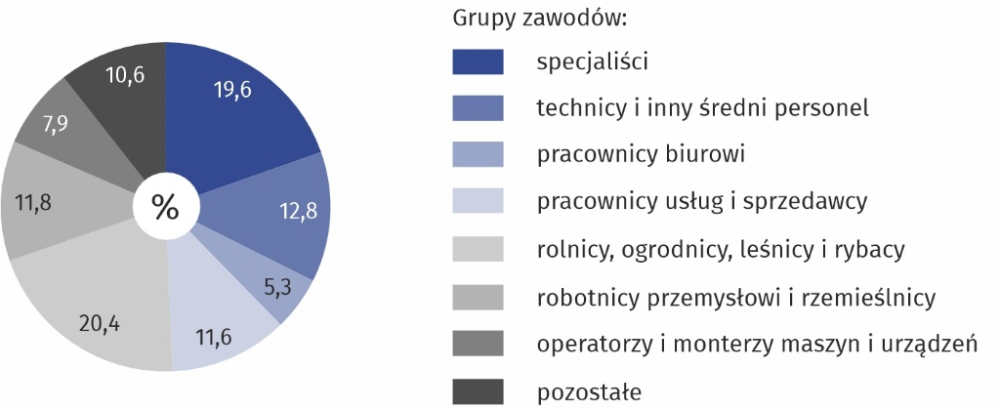 Grupy zawodów:
specjaliści
technicy i inny średni personel
pracownicy biurowi
pracownicy usług i sprzedawcy
rolnicy, ogrodnicy, leśnicy i rybacy
robotnicy przemysłowi i rzemieślnicy
operatorzy i monterzy maszyn i urządzeń
pozostałe
10,6
19,6
7,9
11,8
%
12,8
5,3
20,4
11,6